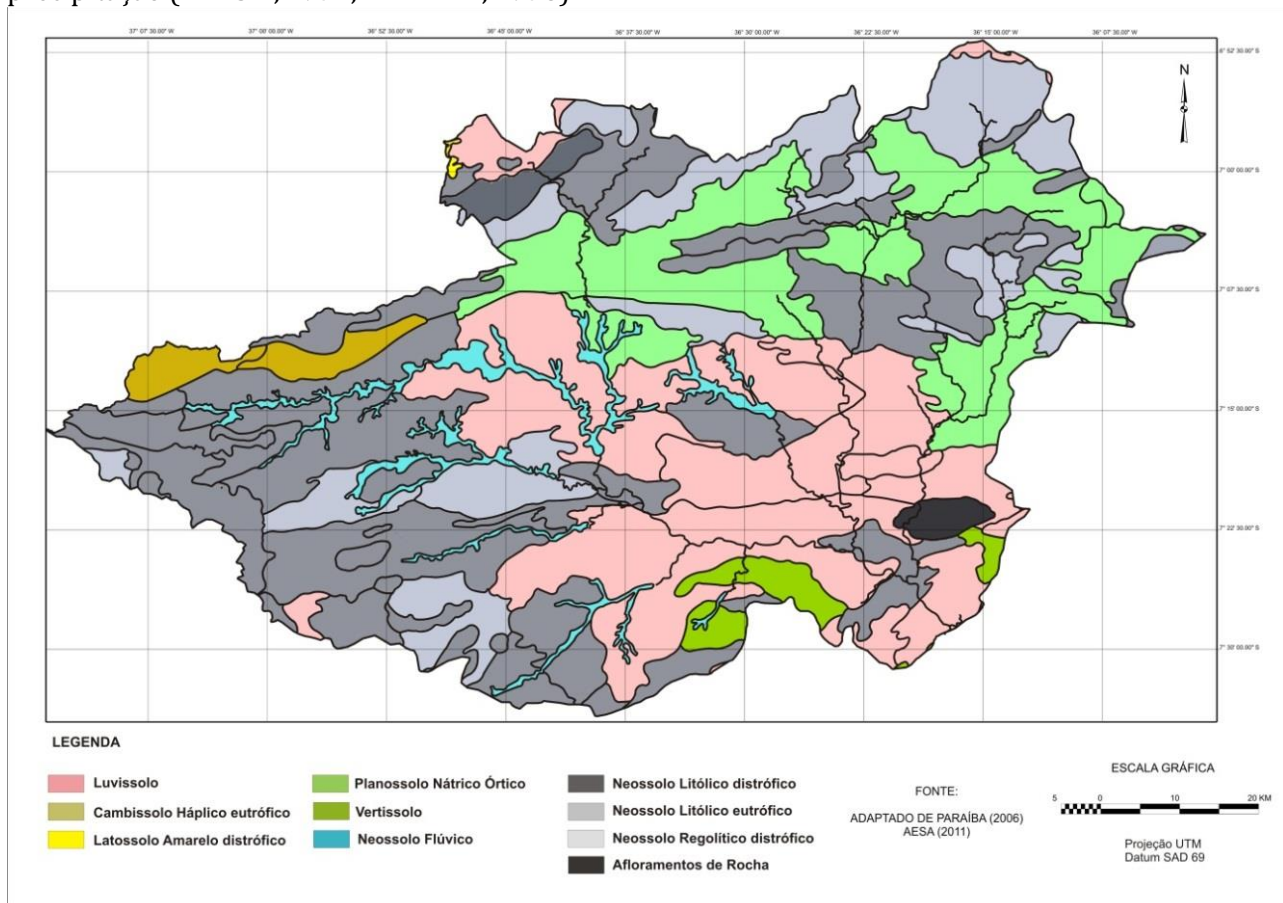 37 07' 30.00" W
37 00' 00.00" W
36 52' 30.00" W
36 45' 00.00" W
36 37' 30.00" W
36 30' 00.00" W
36 22' 30.00" W
36 15' 00.00" W
36 07' 30.00" W
6° 52' 30.00" S
N
7° 00' 00.00" S
7° 07' 30.00" S
7° 15' 00.00" S
7° 22' 30.00" S
7° 30' 00.00" S
LEGENDA
Luvissolo
Cambissolo Háplico eutrófico
Latossolo Amarelo distrófico
Planossolo Nátrico Órtico
Vertissolo
Neossolo Flúvico
Neossolo Litólico distrófico
Neossolo Litólico eutrófico
Neossolo Regolítico distrófico
Afloramentos de Rocha
FONTE:
ADAPTADO DE PARAÍBA (2006)
AESA (2011)
ESCALA GRÁFICA
5 0 10 20 KM
Projeção UTM
Datum SAD 69